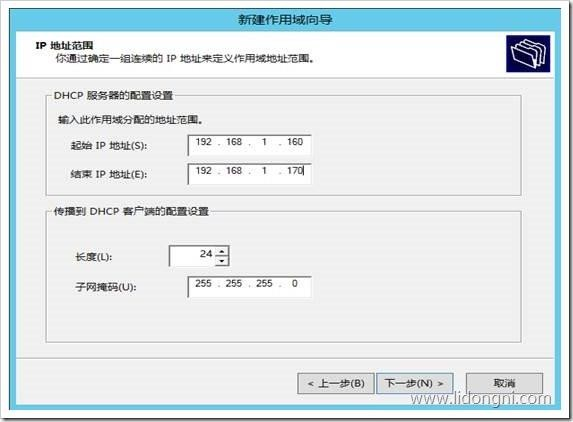 新建作用域向导
IP 地址范围
你通过确定一组连续的 IP 地址来定义作用域地址范围。
DHCP 服务器的配置设置
输入此作用域分配的地址范围。
起始 IP 地址(S): 192 . 168 . 1 . 160
结束 IP 地址(E): 192 . 168 . 1 . 170
传播到 DHCP 客户端的配置设置
长度(L): 24
子网掩码(U): 255 . 255 . 255 . 0
< 上一步(B) 下一步(N) > 取消
www.lidongni.com